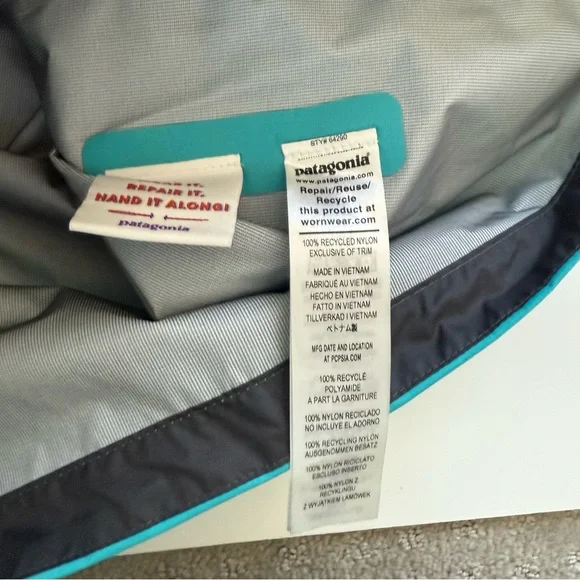 REPAIR IT.
HAND IT ALONG!
patagonia
STY# 64290
patagonia
www.patagonia.com
Repair/Reuse/
Recycle
this product at
wornwear.com
100% RECYCLED NYLON
EXCLUSIVE OF TRIM
MADE IN VIETNAM
FABRIQUÉ AU VIETNAM
HECHO EN VIETNAM
FATTO IN VIETNAM
TILLVERKAD I VIETNAM
ベトナム製
MFG DATE AND LOCATION
AT PCPSIA.COM
100% RECYCLÉ
POLYAMIDE
À PART LA GARNITURE
100% NYLON RECICLADO
NO INCLUYE EL ADORNO
100% RECYCLING NYLON
AUSGENOMMEN BESATZ
100% NYLON RICICLATO
ESCLUSO INSERTO
100% NYLON Z
RECYKLINGU
Z WYJĄTKIEM LAMÓWEK